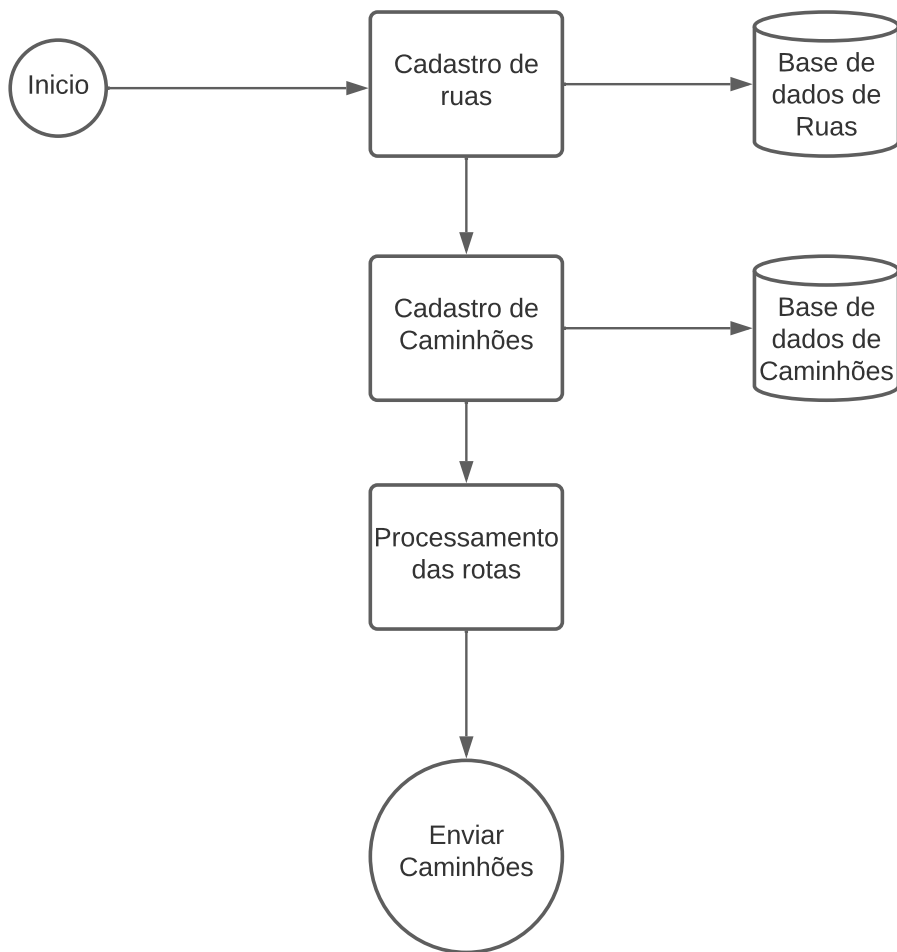 Inicio
Cadastro de
ruas
Base de
dados de
Ruas
Cadastro de
Caminhões
Base de
dados de
Caminhões
Processamento
das rotas
Enviar
Caminhões